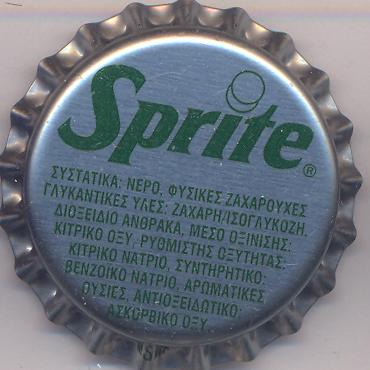 Sprite®
ΣΥΣΤΑΤΙΚΑ: ΝΕΡΟ, ΦΥΣΙΚΕΣ ΖΑΧΑΡΟΥΧΕΣ
ΓΛΥΚΑΝΤΙΚΕΣ ΥΛΕΣ: ΖΑΧΑΡΗ/ΙΣΟΓΛΥΚΟΖΗ,
ΔΙΟΞΕΙΔΙΟ ΑΝΘΡΑΚΑ, ΜΕΣΟ ΟΞΙΝΙΣΗΣ:
ΚΙΤΡΙΚΟ ΟΞΥ, ΡΥΘΜΙΣΤΗΣ ΟΞΥΤΗΤΑΣ:
ΚΙΤΡΙΚΟ ΝΑΤΡΙΟ, ΣΥΝΤΗΡΗΤΙΚΟ:
ΒΕΝΖΟΪΚΟ ΝΑΤΡΙΟ, ΑΡΩΜΑΤΙΚΕΣ
ΟΥΣΙΕΣ, ΑΝΤΙΟΞΕΙΔΩΤΙΚΟ:
ΑΣΚΟΡΒΙΚΟ ΟΞΥ